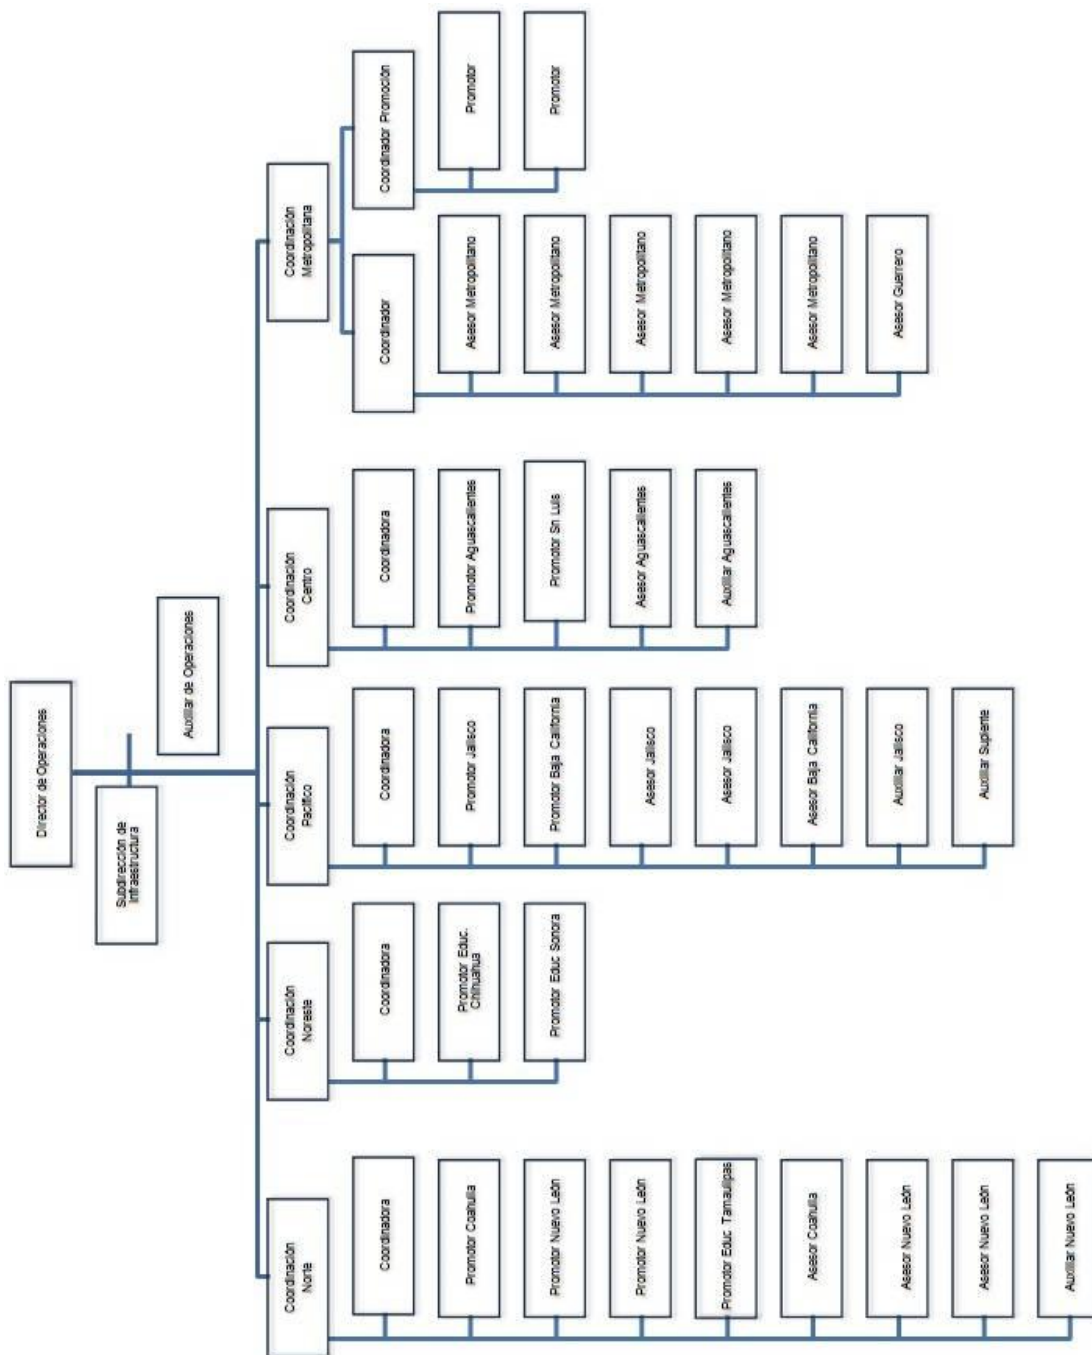 Director de Operaciones
Subdirección de
Infraestructura
Auxiliar de Operaciones
Coordinación
Norte
Coordinadora
Promotor Coahuila
Promotor Nuevo León
Promotor Nuevo León
Promotor Educ Tamaulipas
Asesor Coahuila
Asesor Nuevo León
Asesor Nuevo León
Auxiliar Nuevo León
Coordinación
Noreste
Coordinadora
Promotor Educ.
Chihuahua
Promotor Educ Sonora
Coordinación
Pacífico
Coordinadora
Promotor Jalisco
Promotor Baja California
Asesor Jalisco
Asesor Jalisco
Asesor Baja California
Auxiliar Jalisco
Auxiliar Suplente
Coordinación
Centro
Coordinadora
Promotor Aguascalientes
Promotor Sn Luis
Asesor Aguascalientes
Auxiliar Aguascalientes
Coordinación
Metropolitana
Coordinador
Asesor Metropolitano
Asesor Metropolitano
Asesor Metropolitano
Asesor Metropolitano
Asesor Metropolitano
Asesor Guerrero
Coordinador Promoción
Promotor
Promotor